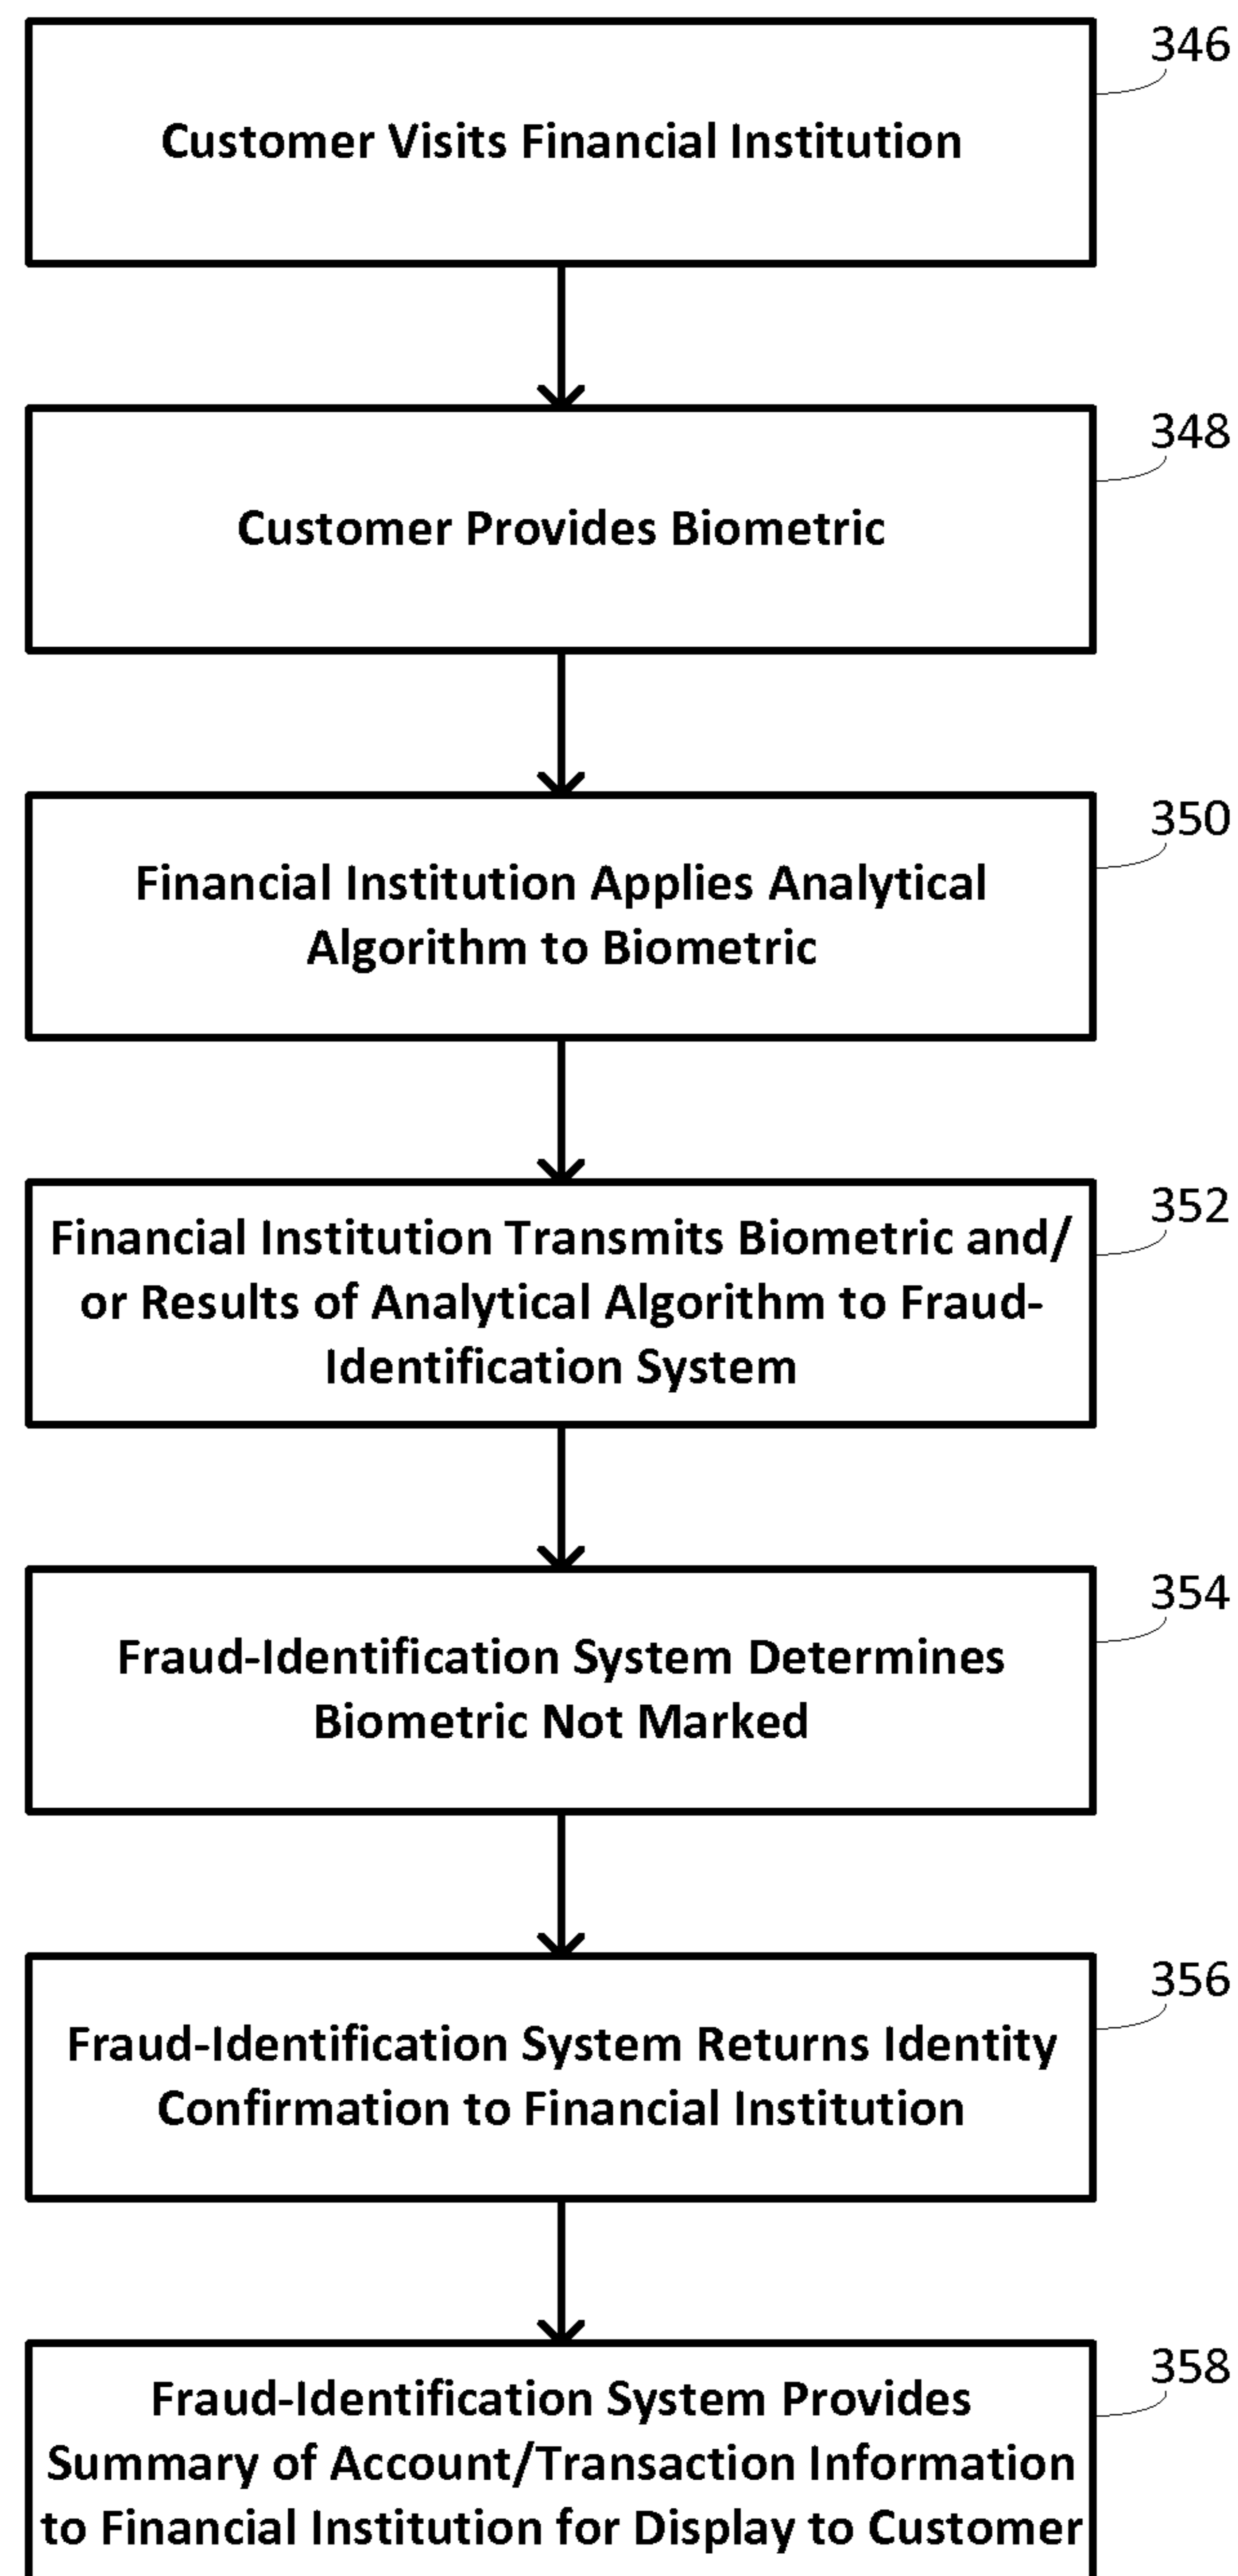 346
Customer Visits Financial Institution
348
Customer Provides Biometric
350
Financial Institution Applies Analytical
Algorithm to Biometric
352
Financial Institution Transmits Biometric and/
or Results of Analytical Algorithm to Fraud-
Identification System
354
Fraud-Identification System Determines
Biometric Not Marked
356
Fraud-Identification System Returns Identity
Confirmation to Financial Institution
358
Fraud-Identification System Provides
Summary of Account/Transaction Information
to Financial Institution for Display to Customer